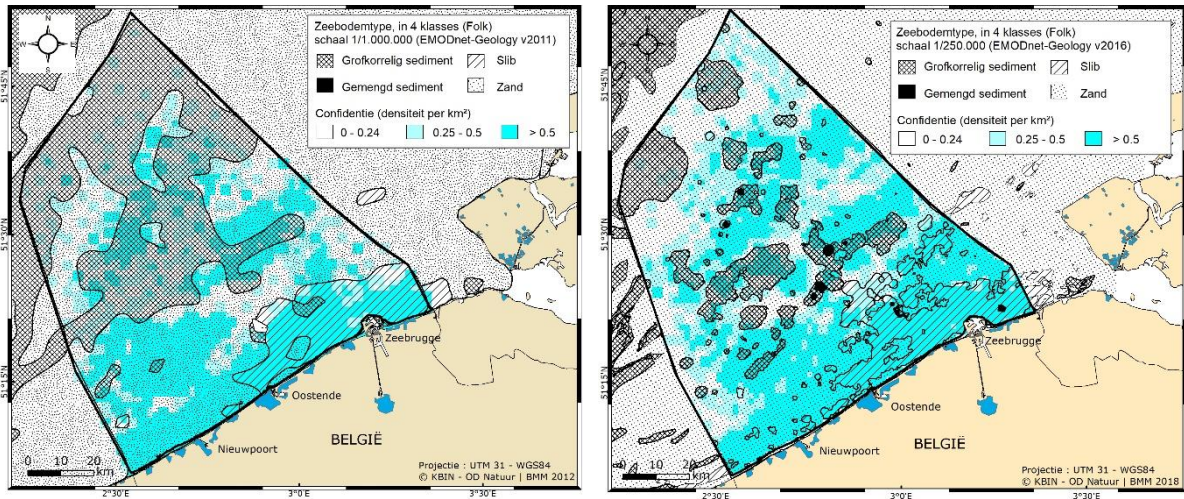 Zeebodemtype, in 4 klasses (Folk)
schaal 1/1.000.000 (EMODnet-Geology v2011)
Grofkorrelig sediment
Slib
Gemengd sediment
Zand
Confidentie (densiteit per km²)
0 - 0.24
0.25 - 0.5
> 0.5
N
W
E
S
51°45'N
51°30'N
51°15'N
Zeebrugge
Oostende
Nieuwpoort
BELGIË
0 10 20
km
Projectie : UTM 31 - WGS84
© KBIN - OD Natuur | BMM 2012
2°30'E
3°0'E
3°30'E
Zeebodemtype, in 4 klasses (Folk)
schaal 1/250.000 (EMODnet-Geology v2016)
Grofkorrelig sediment
Slib
Gemengd sediment
Zand
Confidentie (densiteit per km²)
0 - 0.24
0.25 - 0.5
> 0.5
N
W
E
S
51°45'N
51°30'N
51°15'N
Zeebrugge
Oostende
Nieuwpoort
BELGIË
0 10 20
km
Projectie : UTM 31 - WGS84
© KBIN - OD Natuur | BMM 2018
2°30'E
3°0'E
3°30'E